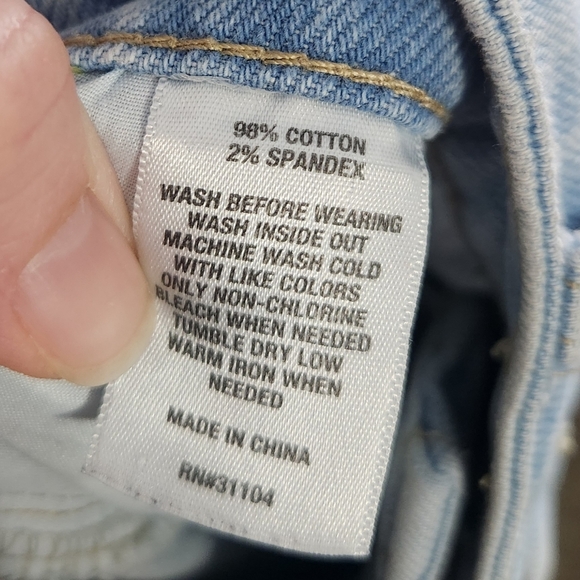 98% COTTON
2% SPANDEX
WASH BEFORE WEARING
WASH INSIDE OUT
MACHINE WASH COLD
WITH LIKE COLORS
ONLY NON-CHLORINE
BLEACH WHEN NEEDED
TUMBLE DRY LOW
WARM IRON WHEN
NEEDED
MADE IN CHINA
RN#31104